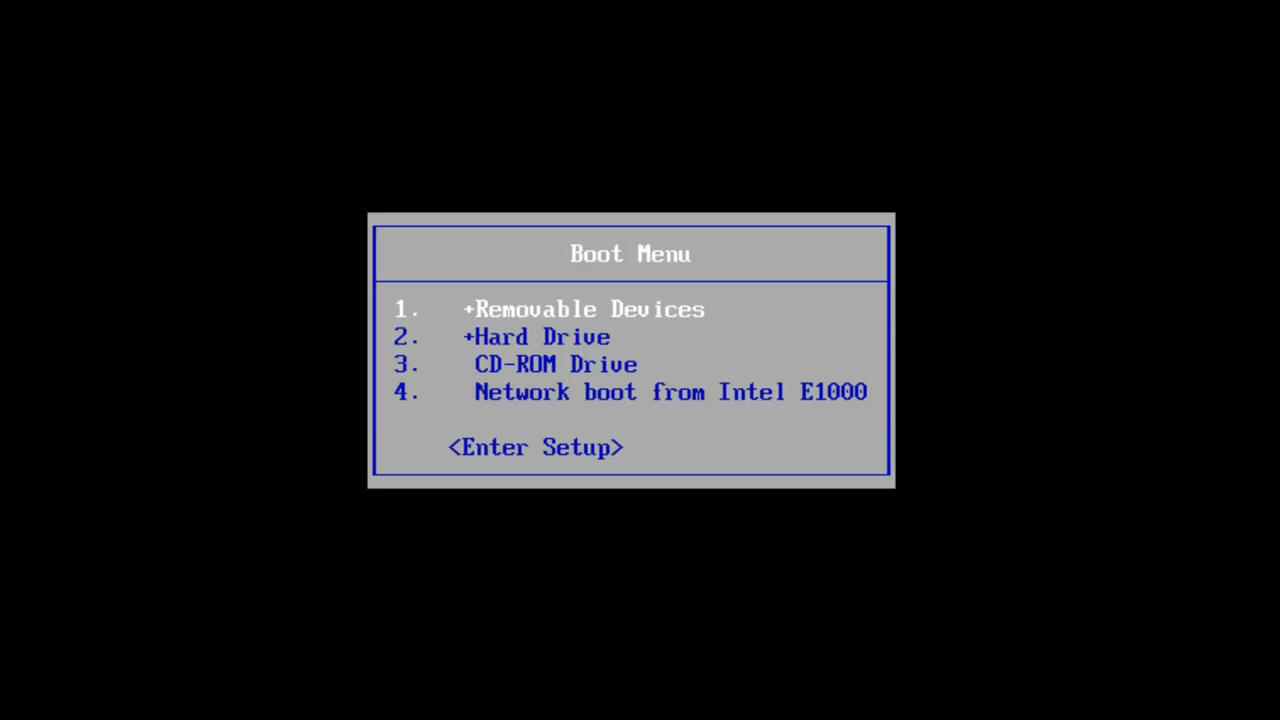 Boot Menu
1. +Removable Devices
2. +Hard Drive
3. CD-ROM Drive
4. Network boot from Intel E1000
<Enter Setup>